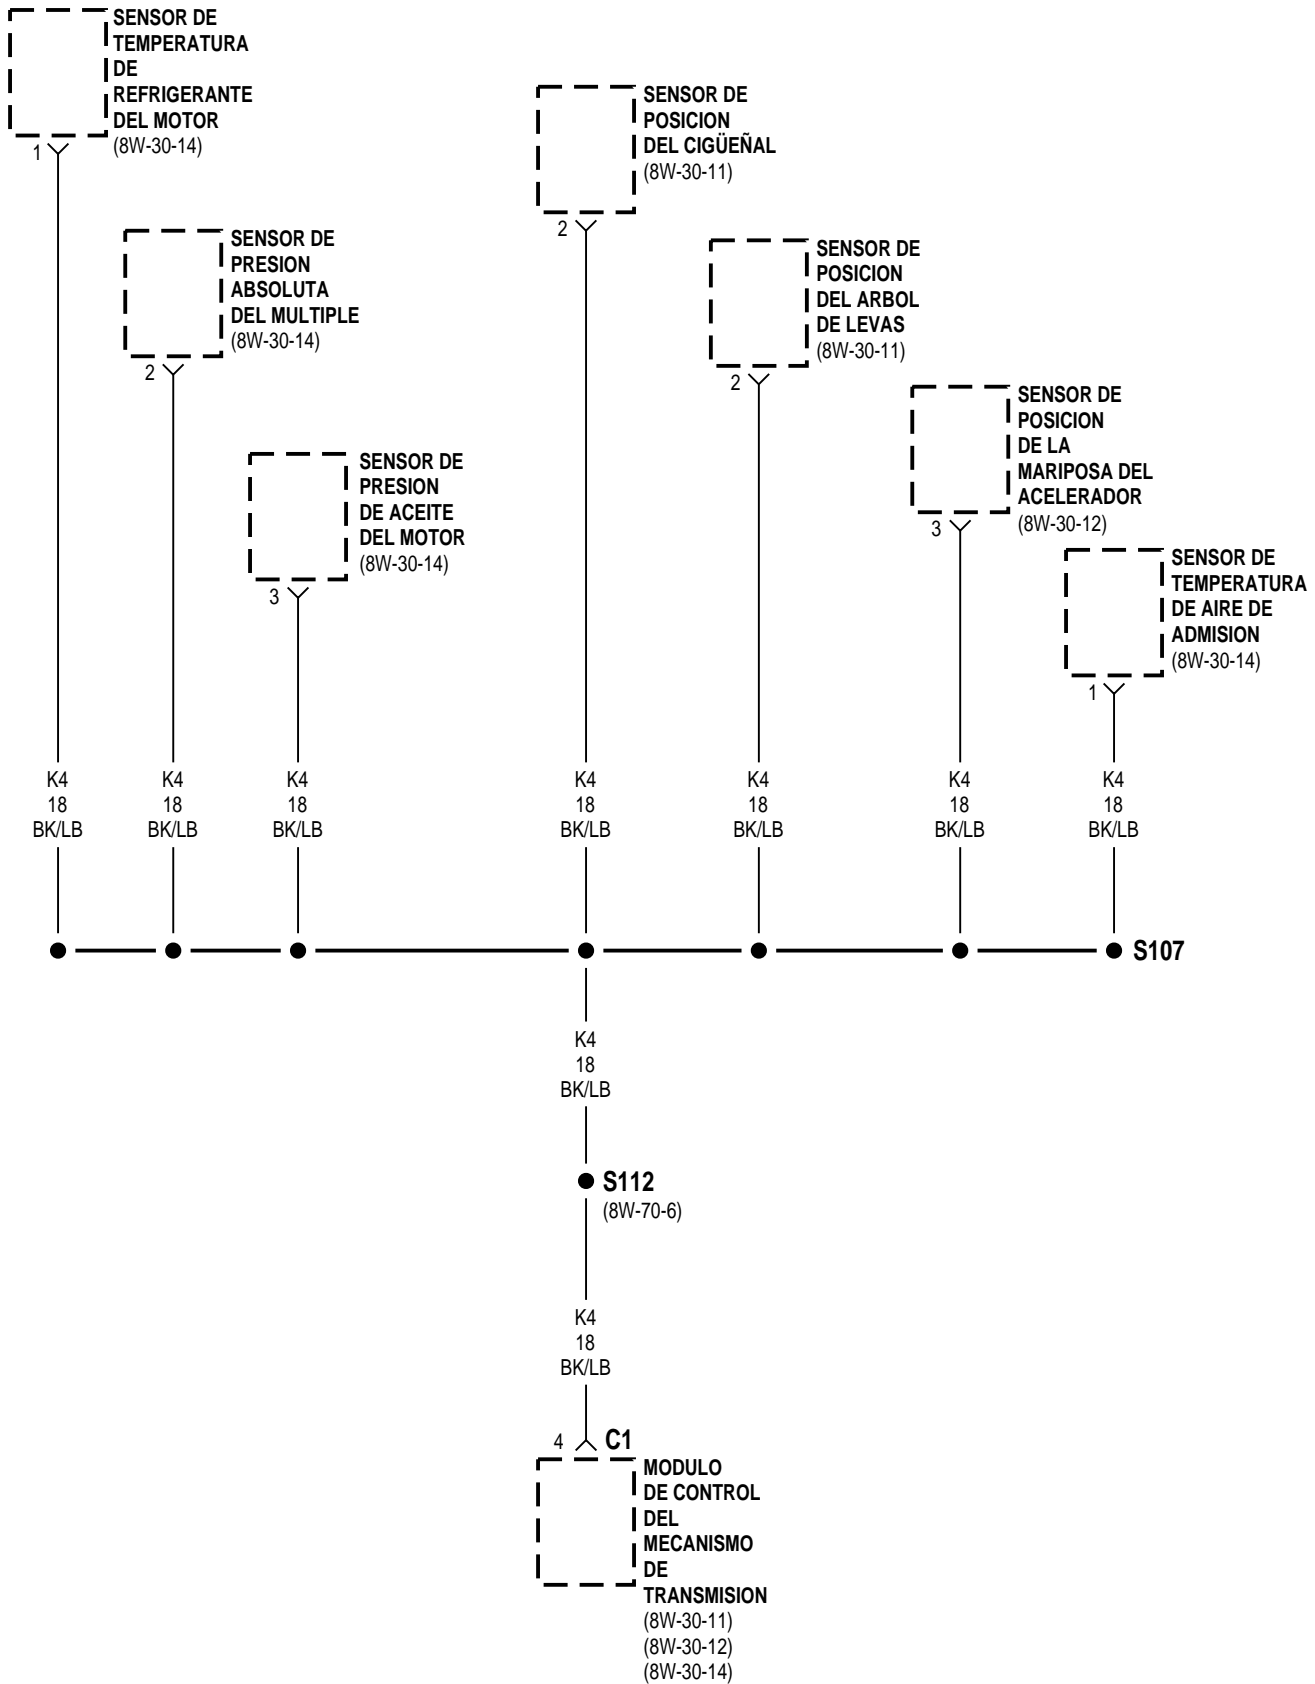 SENSOR DE
TEMPERATURA
DE
REFRIGERANTE
DEL MOTOR
(8W-30-14)
1
SENSOR DE
POSICION
DEL CIGÜEÑAL
(8W-30-11)
2
SENSOR DE
PRESION
ABSOLUTA
DEL MULTIPLE
(8W-30-14)
2
SENSOR DE
POSICION
DEL ARBOL
DE LEVAS
(8W-30-11)
2
SENSOR DE
POSICION
DE LA
MARIPOSA DEL
ACELERADOR
(8W-30-12)
3
SENSOR DE
PRESION
DE ACEITE
DEL MOTOR
(8W-30-14)
3
SENSOR DE
TEMPERATURA
DE AIRE DE
ADMISION
(8W-30-14)
1
K4 K4 K4 K4 K4 K4 K4
18 18 18 18 18 18 18
BK/LB BK/LB BK/LB BK/LB BK/LB BK/LB BK/LB
S107
K4
18
BK/LB
S112
(8W-70-6)
K4
18
BK/LB
4 C1
MODULO
DE CONTROL
DEL
MECANISMO
DE
TRANSMISION
(8W-30-11)
(8W-30-12)
(8W-30-14)